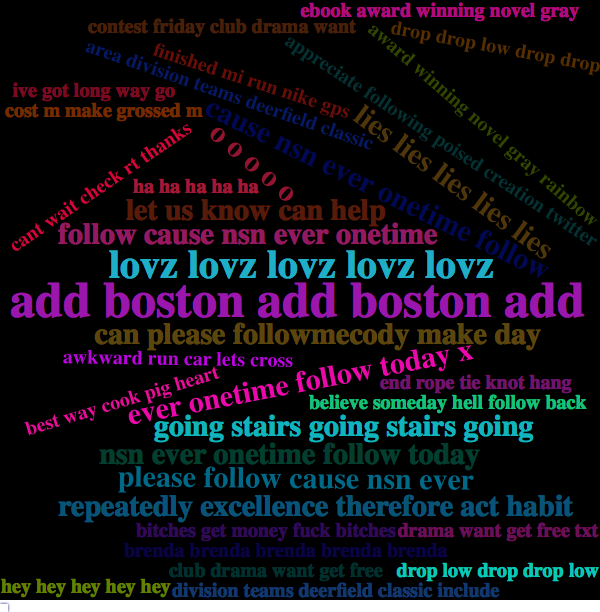 ebook award winning novel gray
contest friday club drama want
drop drop low drop drop
award winning novel gray rainbow
appreciate following poised creation twitter
area division teams deerfield classic
finished mi run nike gps
ive got long way go
cost m make grossed m
cause nsn ever onetime follow
lies lies lies lies lies
o o o o o
cant wait check rt thanks
ha ha ha ha ha
let us know can help
follow cause nsn ever onetime
lovz lovz lovz lovz lovz
add boston add boston add
can please followmecody make day
awkward run car lets cross
ever onetime follow today x
best way cook pig heart
end rope tie knot hang
believe someday hell follow back
going stairs going stairs going
nsn ever onetime follow today
please follow cause nsn ever
repeatedly excellence therefore act habit
bitches get money fuck bitches
drama want get free txt
brenda brenda brenda brenda brenda
club drama want get free
drop low drop drop low
hey hey hey hey hey
division teams deerfield classic include